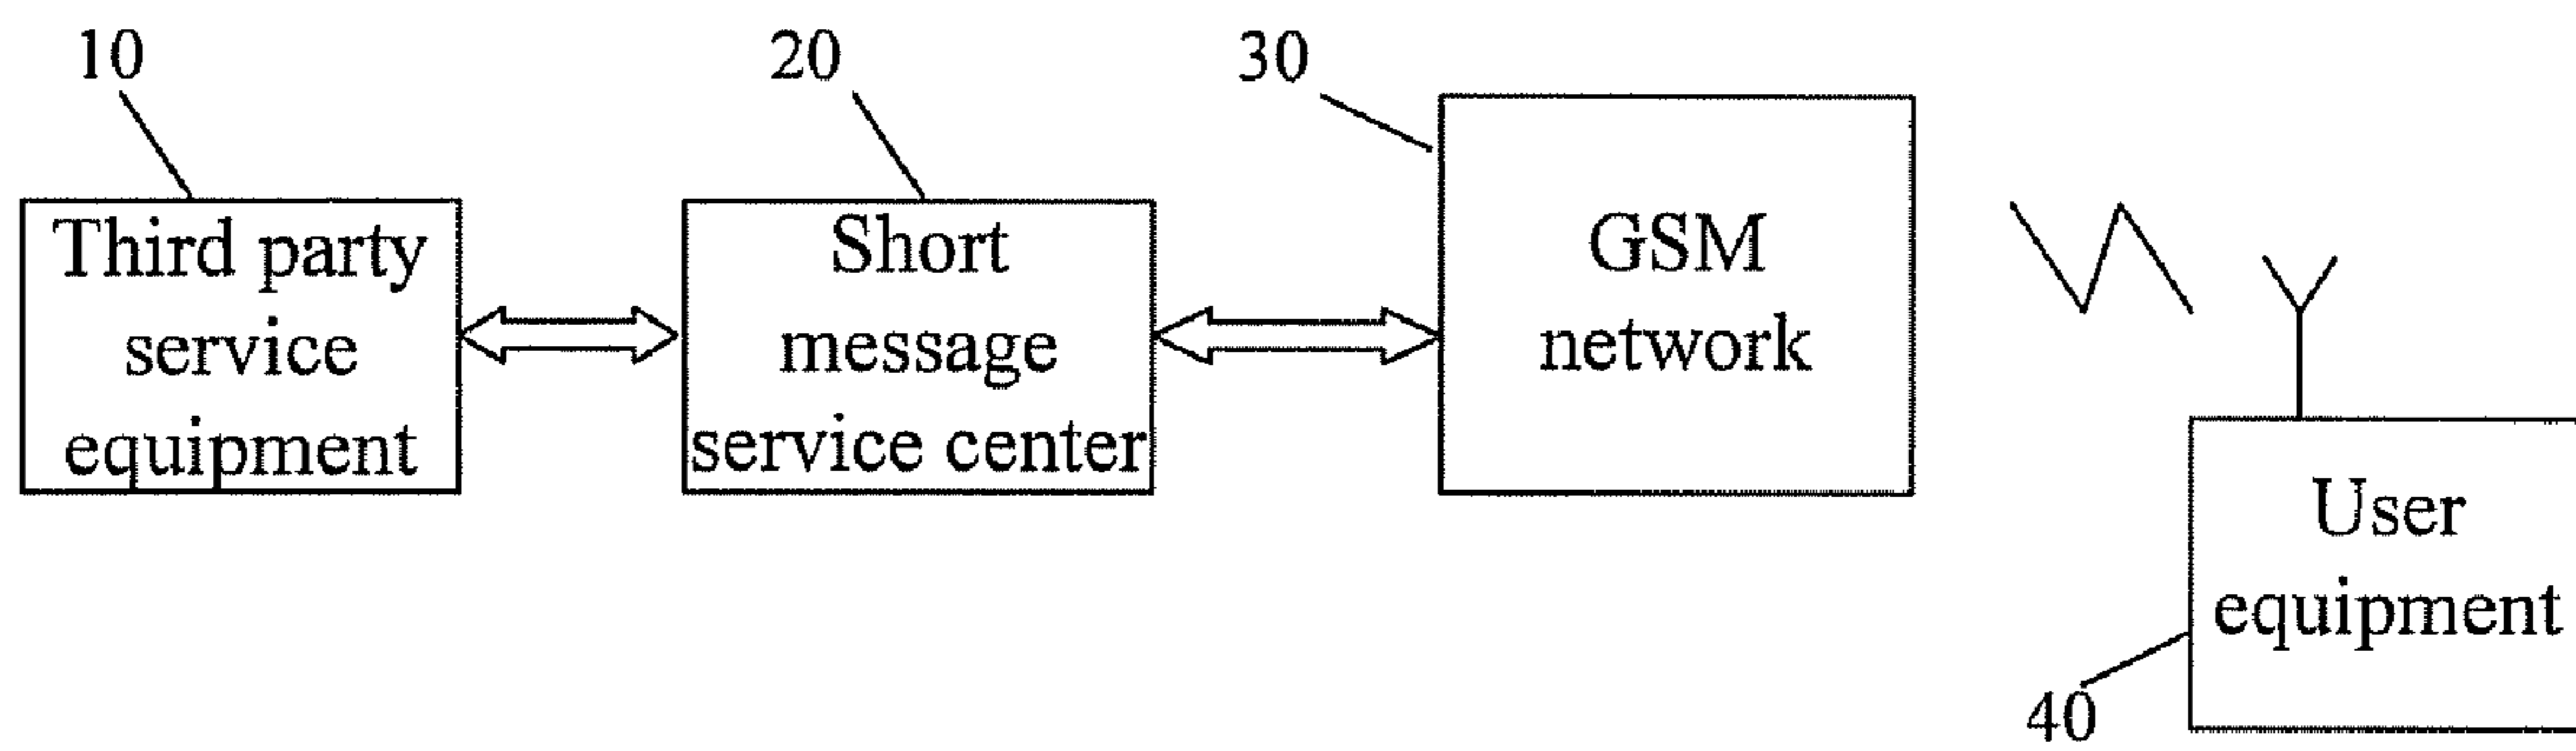 10
20
30
Third party
service
equipment
Short
message
service center
GSM
network
User
equipment
40